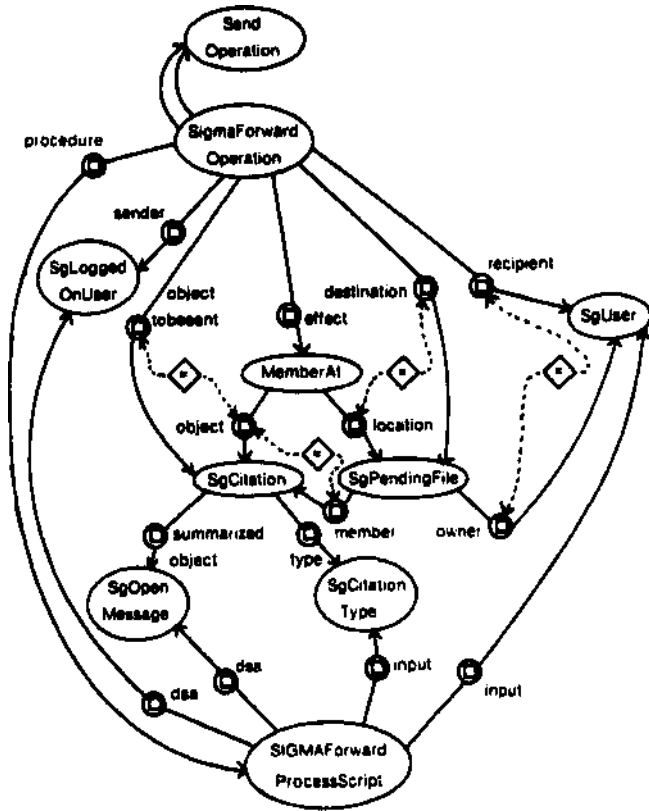 Send
Operation
procedure
SigmaForward
Operation
sender
SgLogged
OnUser
object
tobesent
effect
destination
recipient
SgUser
=
MemberAt
=
=
object
=
location
SgCitation
SgPendingFile
summarized
object
type
member
owner
SgOpen
Message
SgCitation
Type
dsa
dsa
input
input
SIGMAForward
ProcessScript